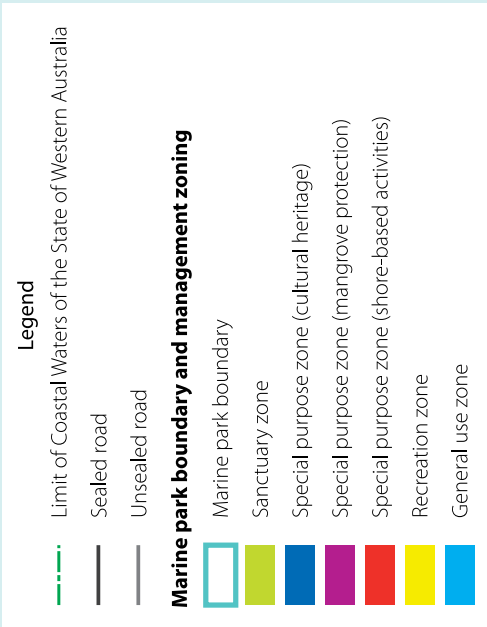 Legend
Limit of Coastal Waters of the State of Western Australia
Sealed road
Unsealed road
Marine park boundary and management zoning
Marine park boundary
Sanctuary zone
Special purpose zone (cultural heritage)
Special purpose zone (mangrove protection)
Special purpose zone (shore-based activities)
Recreation zone
General use zone